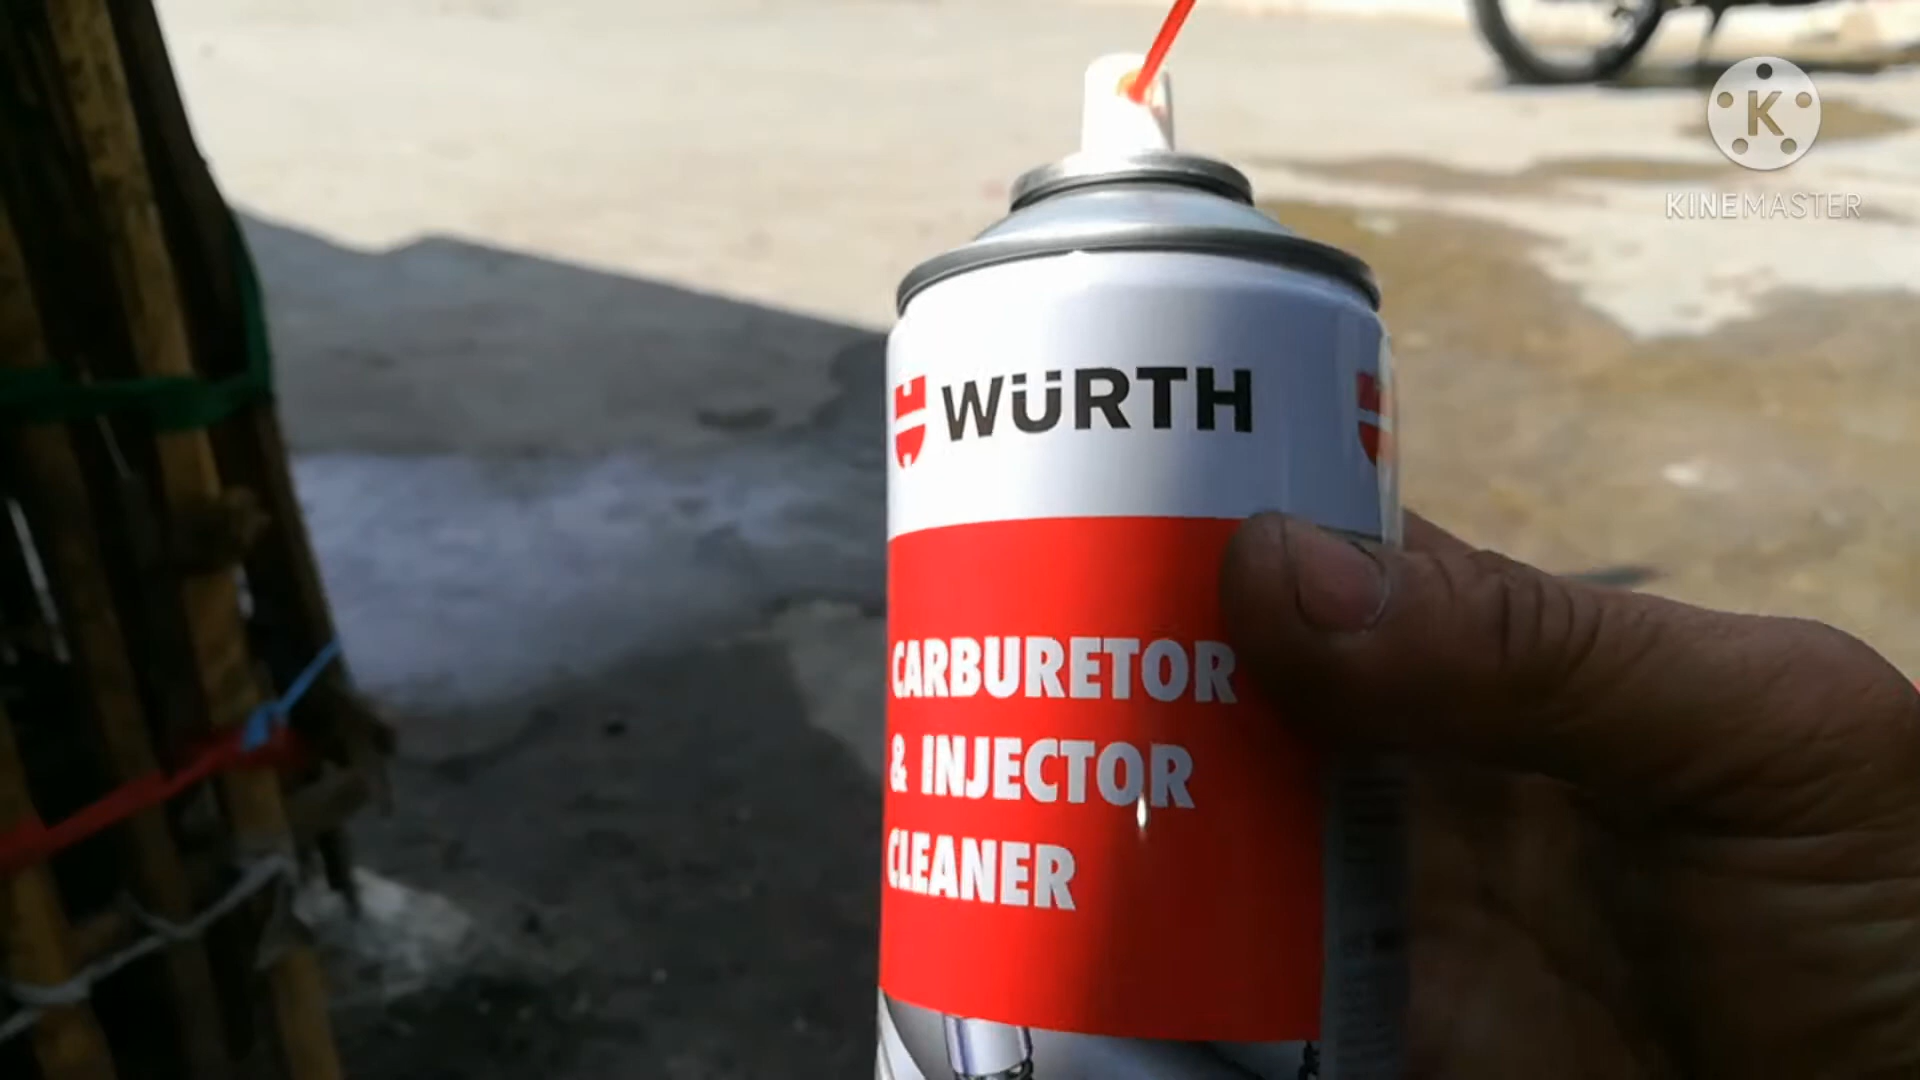 K
KINEMASTER
WÜRTH
CARBURETOR
& INJECTOR
CLEANER